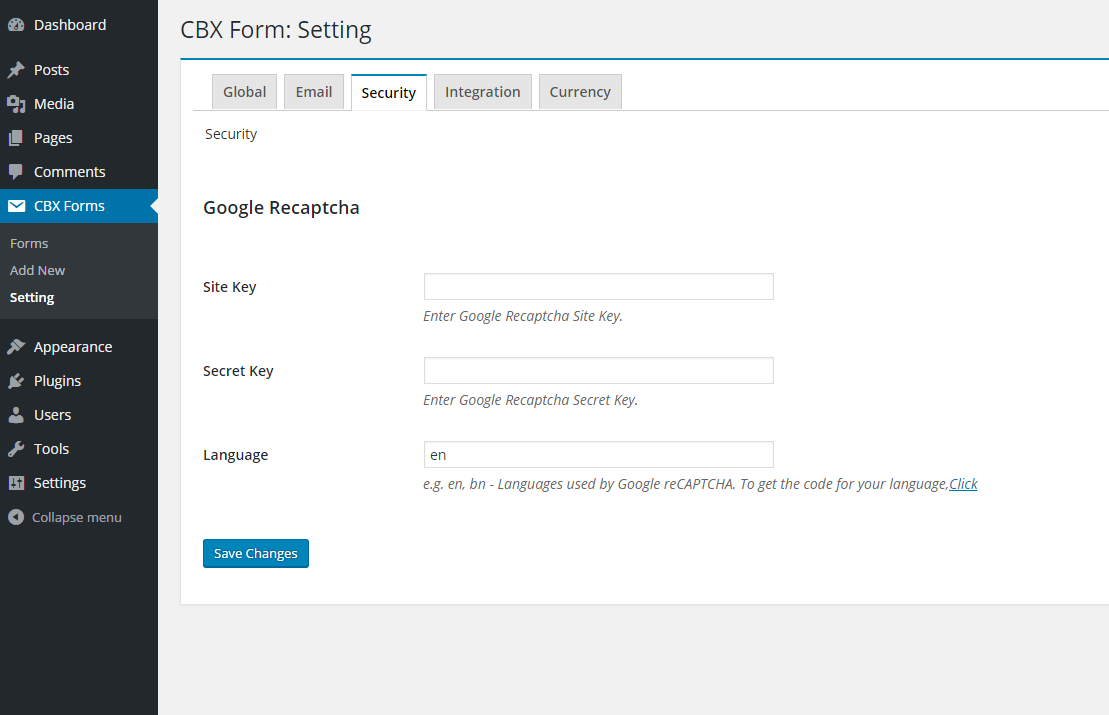 Dashboard
Posts
Media
Pages
Comments
CBX Forms
Forms
Add New
Setting
Appearance
Plugins
Users
Tools
Settings
Collapse menu
CBX Form: Setting
Global Email Security Integration Currency
Security
Google Recaptcha
Site Key
Enter Google Recaptcha Site Key.
Secret Key
Enter Google Recaptcha Secret Key.
Language en
e.g. en, bn - Languages used by Google reCAPTCHA. To get the code for your language,Click
Save Changes